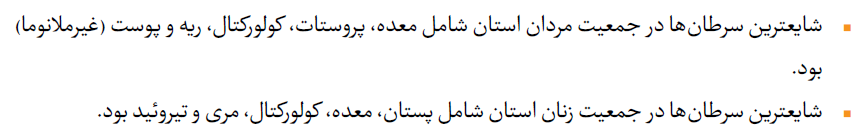 ▪ شایعترین سرطان‌ها در جمعیت مردان استان شامل معده، پروستات، کولورکتال، ریه و پوست (غیرملانوما)
بود.
▪ شایعترین سرطان‌ها در جمعیت زنان استان شامل پستان، معده، کولورکتال، مری و تیروئید بود.